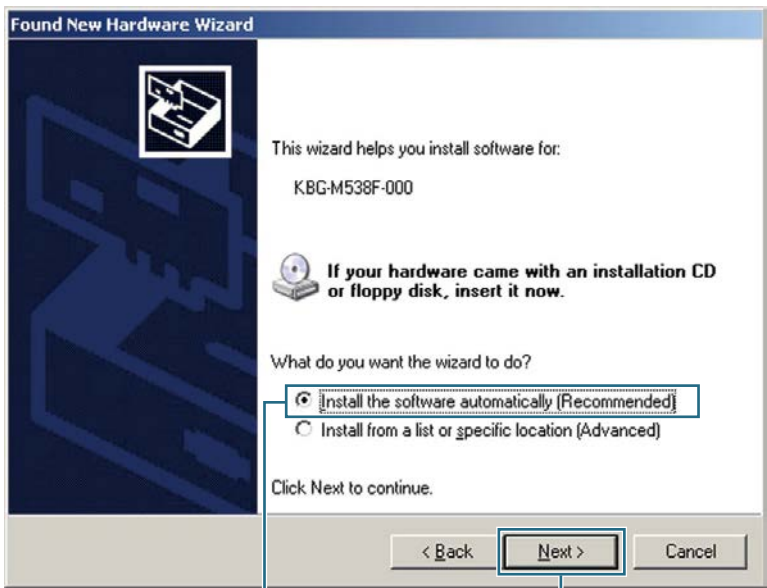 Found New Hardware Wizard
This wizard helps you install software for:
KBG-M538F-000
If your hardware came with an installation CD
or floppy disk, insert it now.
What do you want the wizard to do?
Install the software automatically (Recommended)
Install from a list or specific location (Advanced)
Click Next to continue.
< Back Next > Cancel